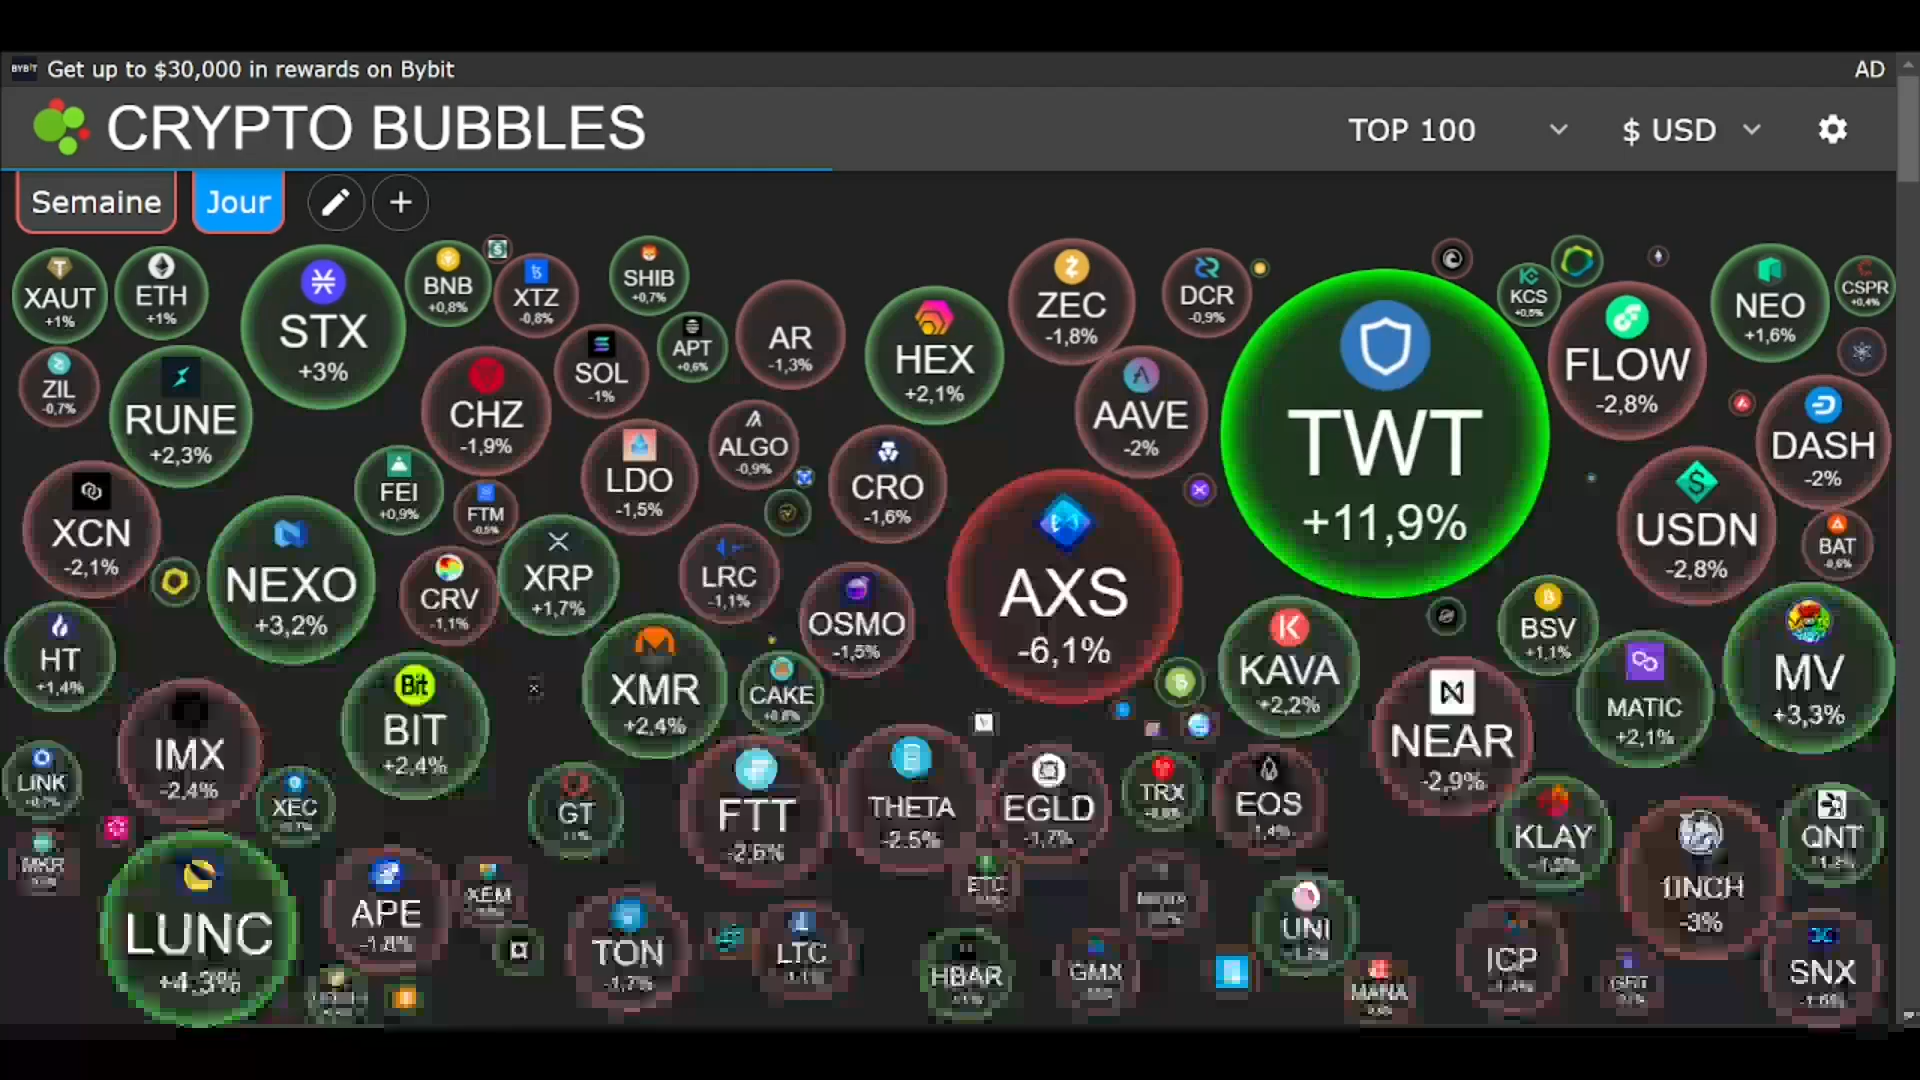 BYBIT Get up to $30,000 in rewards on Bybit AD
CRYPTO BUBBLES TOP 100 $ USD
Semaine Jour
XAUT
+1%
ETH
+1%
STX
+3%
BNB
+0,8%
XTZ
-0,8%
SHIB
+0,7%
APT
+0,6%
AR
-1,3%
HEX
+2,1%
ZEC
-1,8%
DCR
-0,9%
TWT
+11,9%
KCS
FLOW
-2,8%
NEO
+1,6%
CSPR
+0,4%
ZIL
-0,7%
RUNE
+2,3%
CHZ
-1,9%
SOL
-1%
LDO
-1,5%
ALGO
-0,9%
CRO
-1,6%
AAVE
-2%
DASH
-2%
XCN
-2,1%
NEXO
+3,2%
FEI
+0,9%
FTM
CRV
-1,1%
XRP
+1,7%
LRC
-1,1%
OSMO
-1,5%
AXS
-6,1%
USDN
-2,8%
BAT
HT
+1,4%
BIT
+2,4%
XMR
+2,4%
CAKE
+0,8%
KAVA
+2,2%
BSV
+1,1%
MATIC
+2,1%
MV
+3,3%
NEAR
-2,9%
IMX
-2,4%
LINK
XEC
GT
FTT
-2,6%
THETA
-2.5%
EGLD
-1,7%
TRX
EOS
-1,4%
KLAY
1INCH
-3%
QNT
MKR
LUNC
+4,3%
APE
XEM
TON
-1,7%
LTC
ETC
HBAR
GMX
UNI
MANA
ICP
GRT
SNX